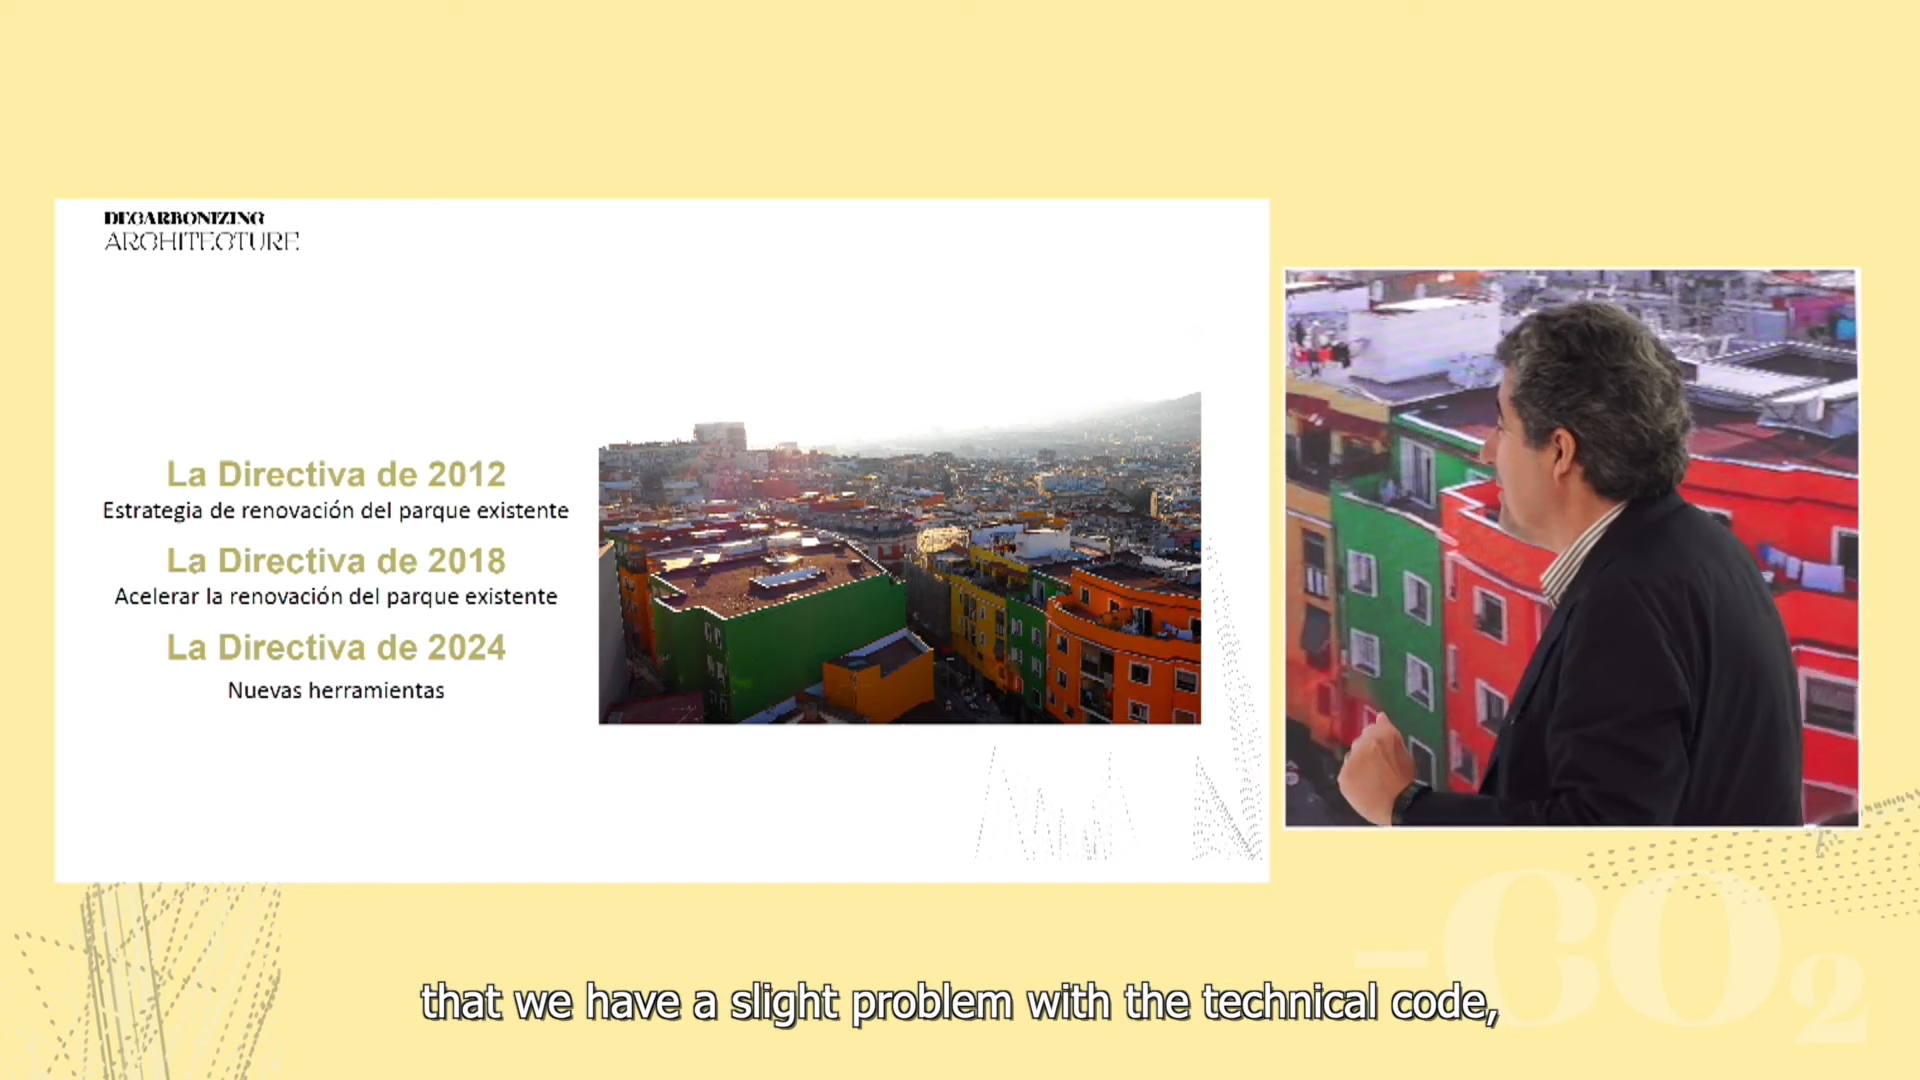 DECARBONIZING
ARCHITECTURE
La Directiva de 2012
Estrategia de renovación del parque existente
La Directiva de 2018
Acelerar la renovación del parque existente
La Directiva de 2024
Nuevas herramientas
-CO2
that we have a slight problem with the technical code,